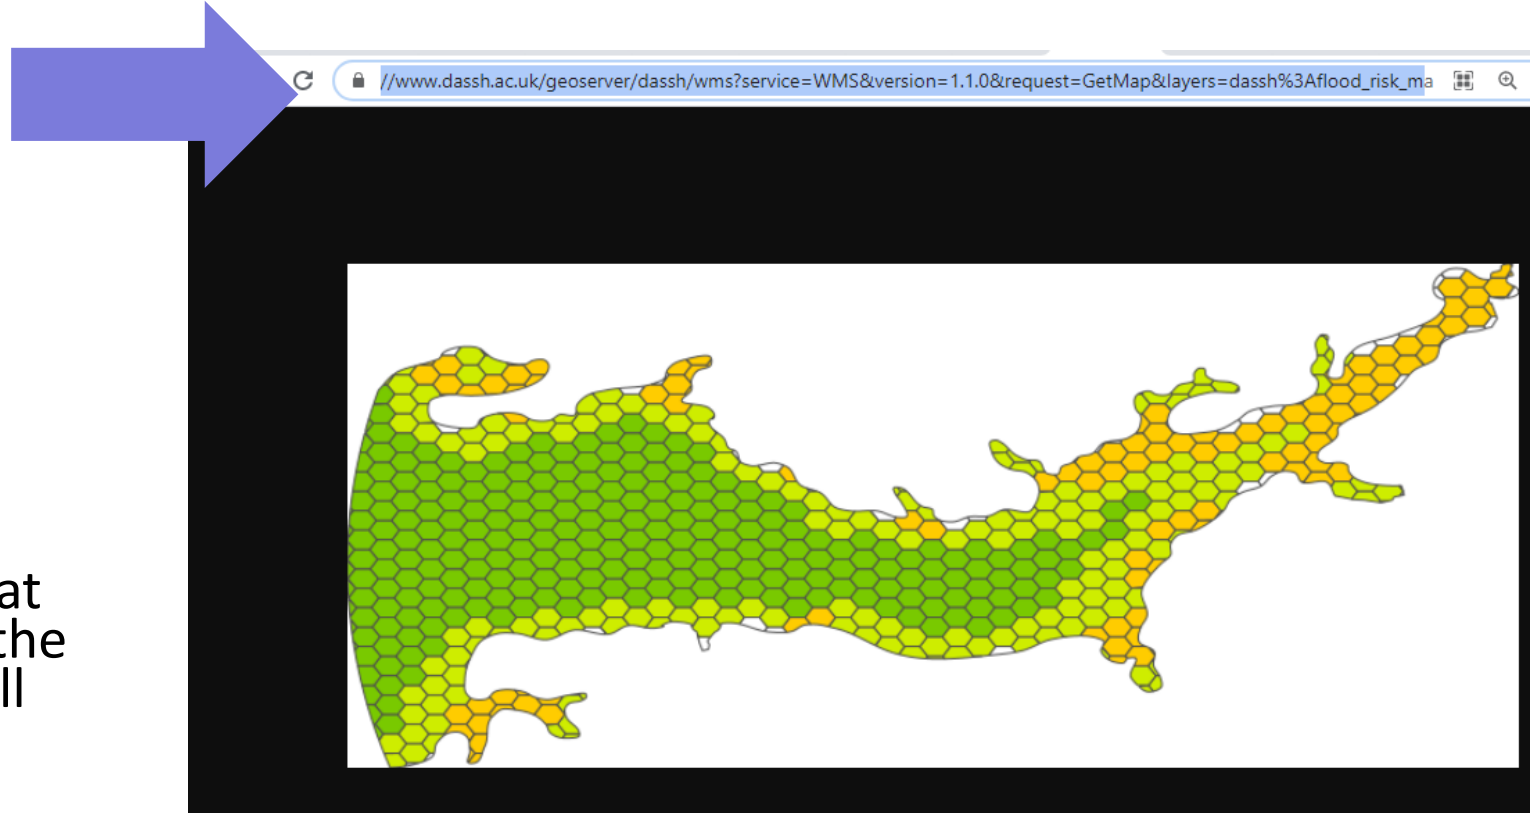 //www.dassh.ac.uk/geoserver/dassh/wms?service=WMS&version=1.1.0&request=GetMap&layers=dassh%3Aflood_risk_ma
at
the
ll